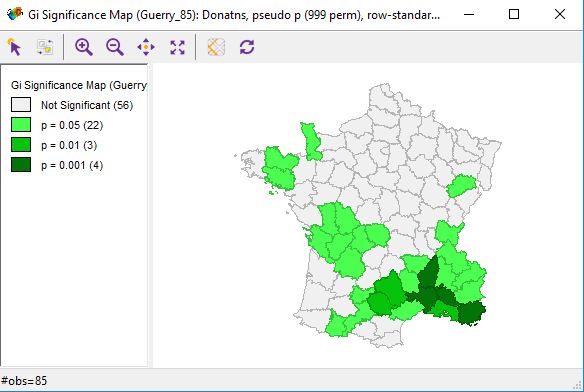 Gi Significance Map (Guerry_85): Donatns, pseudo p (999 perm), row-standar...
Gi Significance Map (Guerry
Not Significant (56)
p = 0.05 (22)
p = 0.01 (3)
p = 0.001 (4)
#obs=85